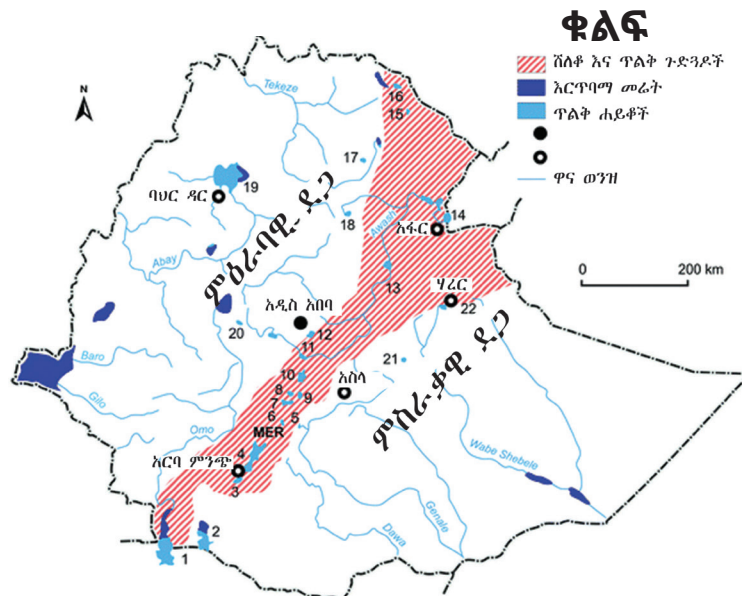 ቁልፍ
ሸለቆ እና ጥልቅ ጉድጓዶች
እርጥባማ መሬት
ጥልቅ ሐይቆች
ዋና ወንዝ
0 200 km
N
Tekeze
16
15
17
19
ባህር ዳር
18
Awash
14
አፋር
ምዕራባዊ ዳጋ
Abay
13
ሃረር
22
አዲስ አበባ
20
12
11
21
አስላ
ምስራቃዊ ዳጋ
Baro
Gilo
10
8
9
7
6
5
Omo
MER
Wabe Shebele
አርባ ምንጭ
4
3
Genale
Dawa
2
1